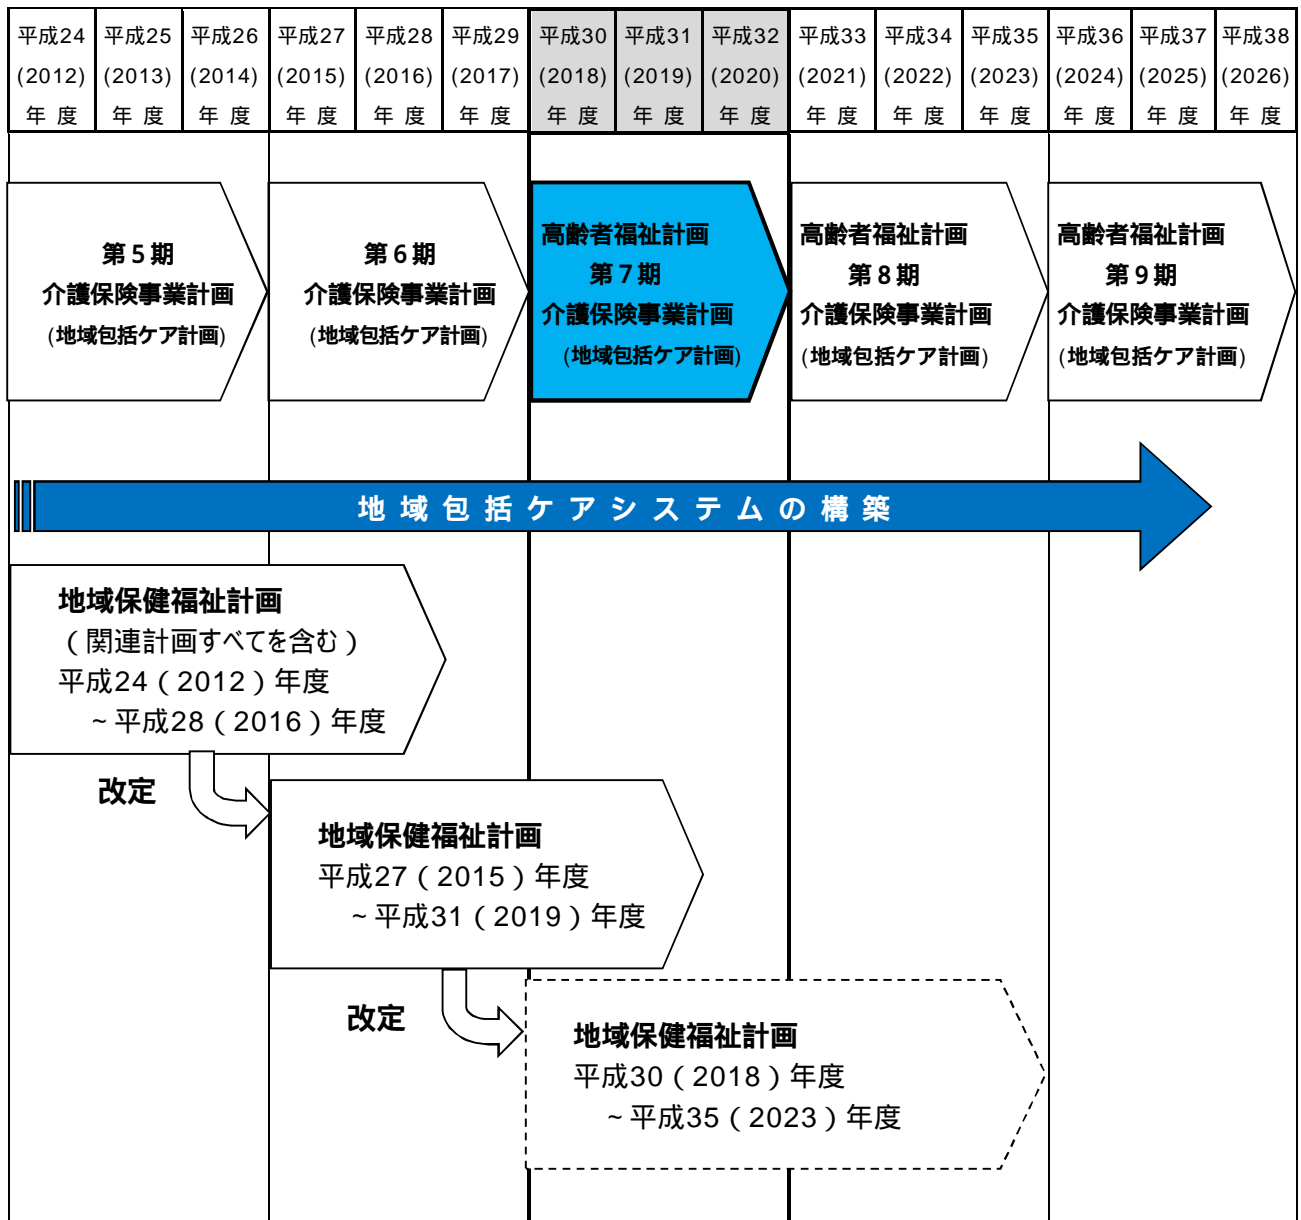 平成24 平成25 平成26 平成27 平成28 平成29 平成30 平成31 平成32 平成33 平成34 平成35 平成36 平成37 平成38
(2012) (2013) (2014) (2015) (2016) (2017) (2018) (2019) (2020) (2021) (2022) (2023) (2024) (2025) (2026)
年度 年度 年度 年度 年度 年度 年度 年度 年度 年度 年度 年度 年度 年度 年度
第5期
介護保険事業計画
(地域包括ケア計画)
第6期
介護保険事業計画
(地域包括ケア計画)
高齢者福祉計画
第7期
介護保険事業計画
(地域包括ケア計画)
高齢者福祉計画
第8期
介護保険事業計画
(地域包括ケア計画)
高齢者福祉計画
第9期
介護保険事業計画
(地域包括ケア計画)
地域包括ケアシステムの構築
地域保健福祉計画
(関連計画すべてを含む)
平成24(2012)年度
~平成28(2016)年度
改定
地域保健福祉計画
平成27(2015)年度
~平成31(2019)年度
改定
地域保健福祉計画
平成30(2018)年度
~平成35(2023)年度